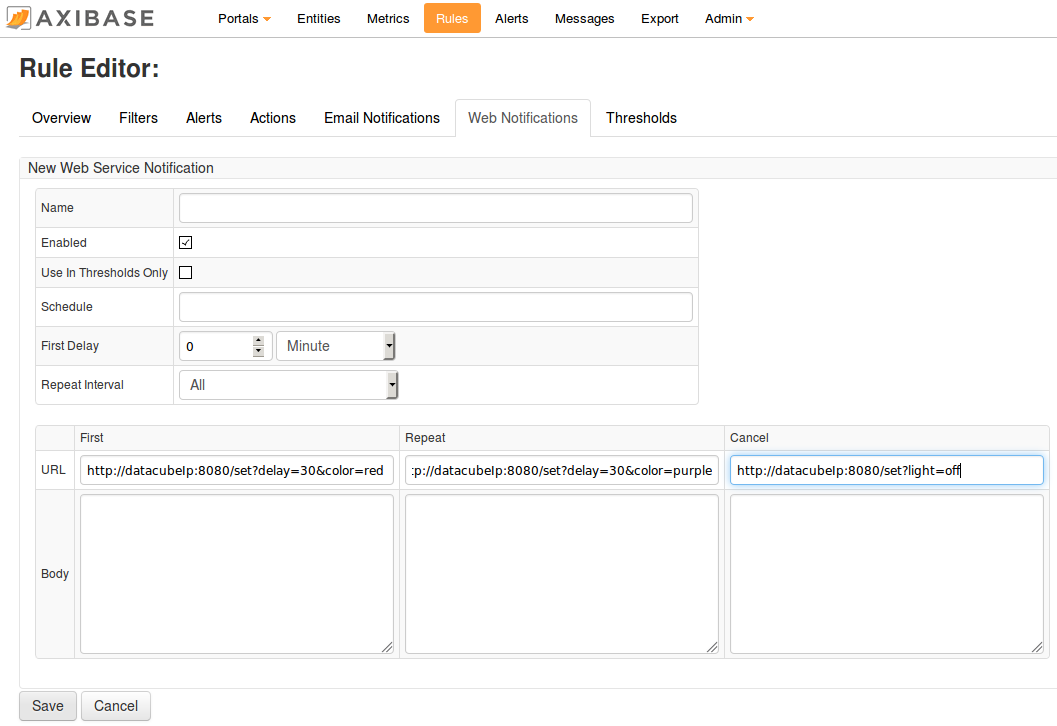 AXIBASE Portals Entities Metrics Rules Alerts Messages Export Admin
Rule Editor:
Overview Filters Alerts Actions Email Notifications Web Notifications Thresholds
New Web Service Notification
Name
Enabled
Use In Thresholds Only
Schedule
First Delay 0 Minute
Repeat Interval All
First Repeat Cancel
URL http://datacubeIp:8080/set?delay=30&color=red :p://datacubeIp:8080/set?delay=30&color=purple http://datacubeIp:8080/set?light=off
Body
Save Cancel